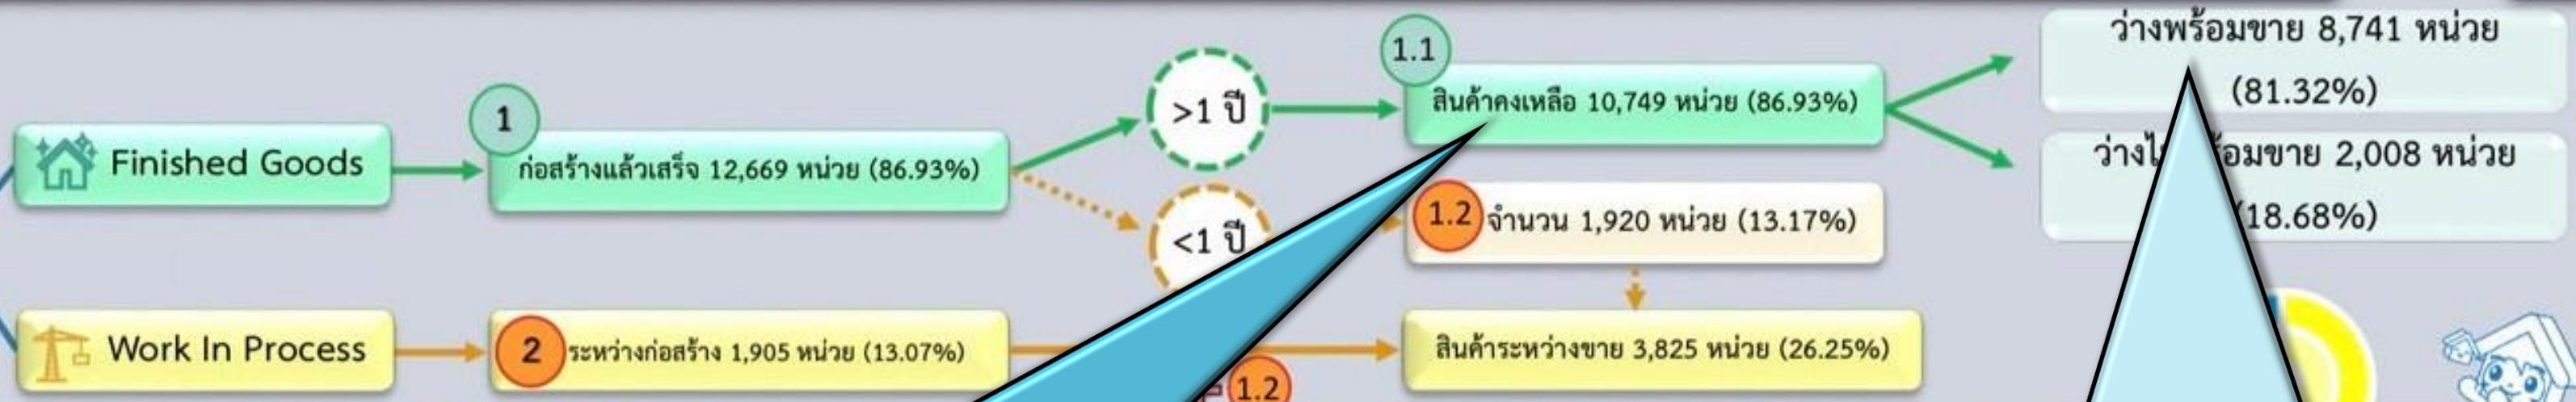 Finished Goods
1
ก่อสร้างแล้วเสร็จ 12,669 หน่วย (86.93%)
>1 ปี
1.1
สินค้าคงเหลือ 10,749 หน่วย (86.93%)
ว่างพร้อมขาย 8,741 หน่วย
(81.32%)
2,008 หน่วย
18.68%)
<1 ปี
1.2 จำนวน 1,920 หน่วย (13.17%)
Work In Process
2 ระหว่างก่อสร้าง 1,905 หน่วย (13.07%)
1.2
สินค้าระหว่างขาย 3,825 หน่วย (26.25%)